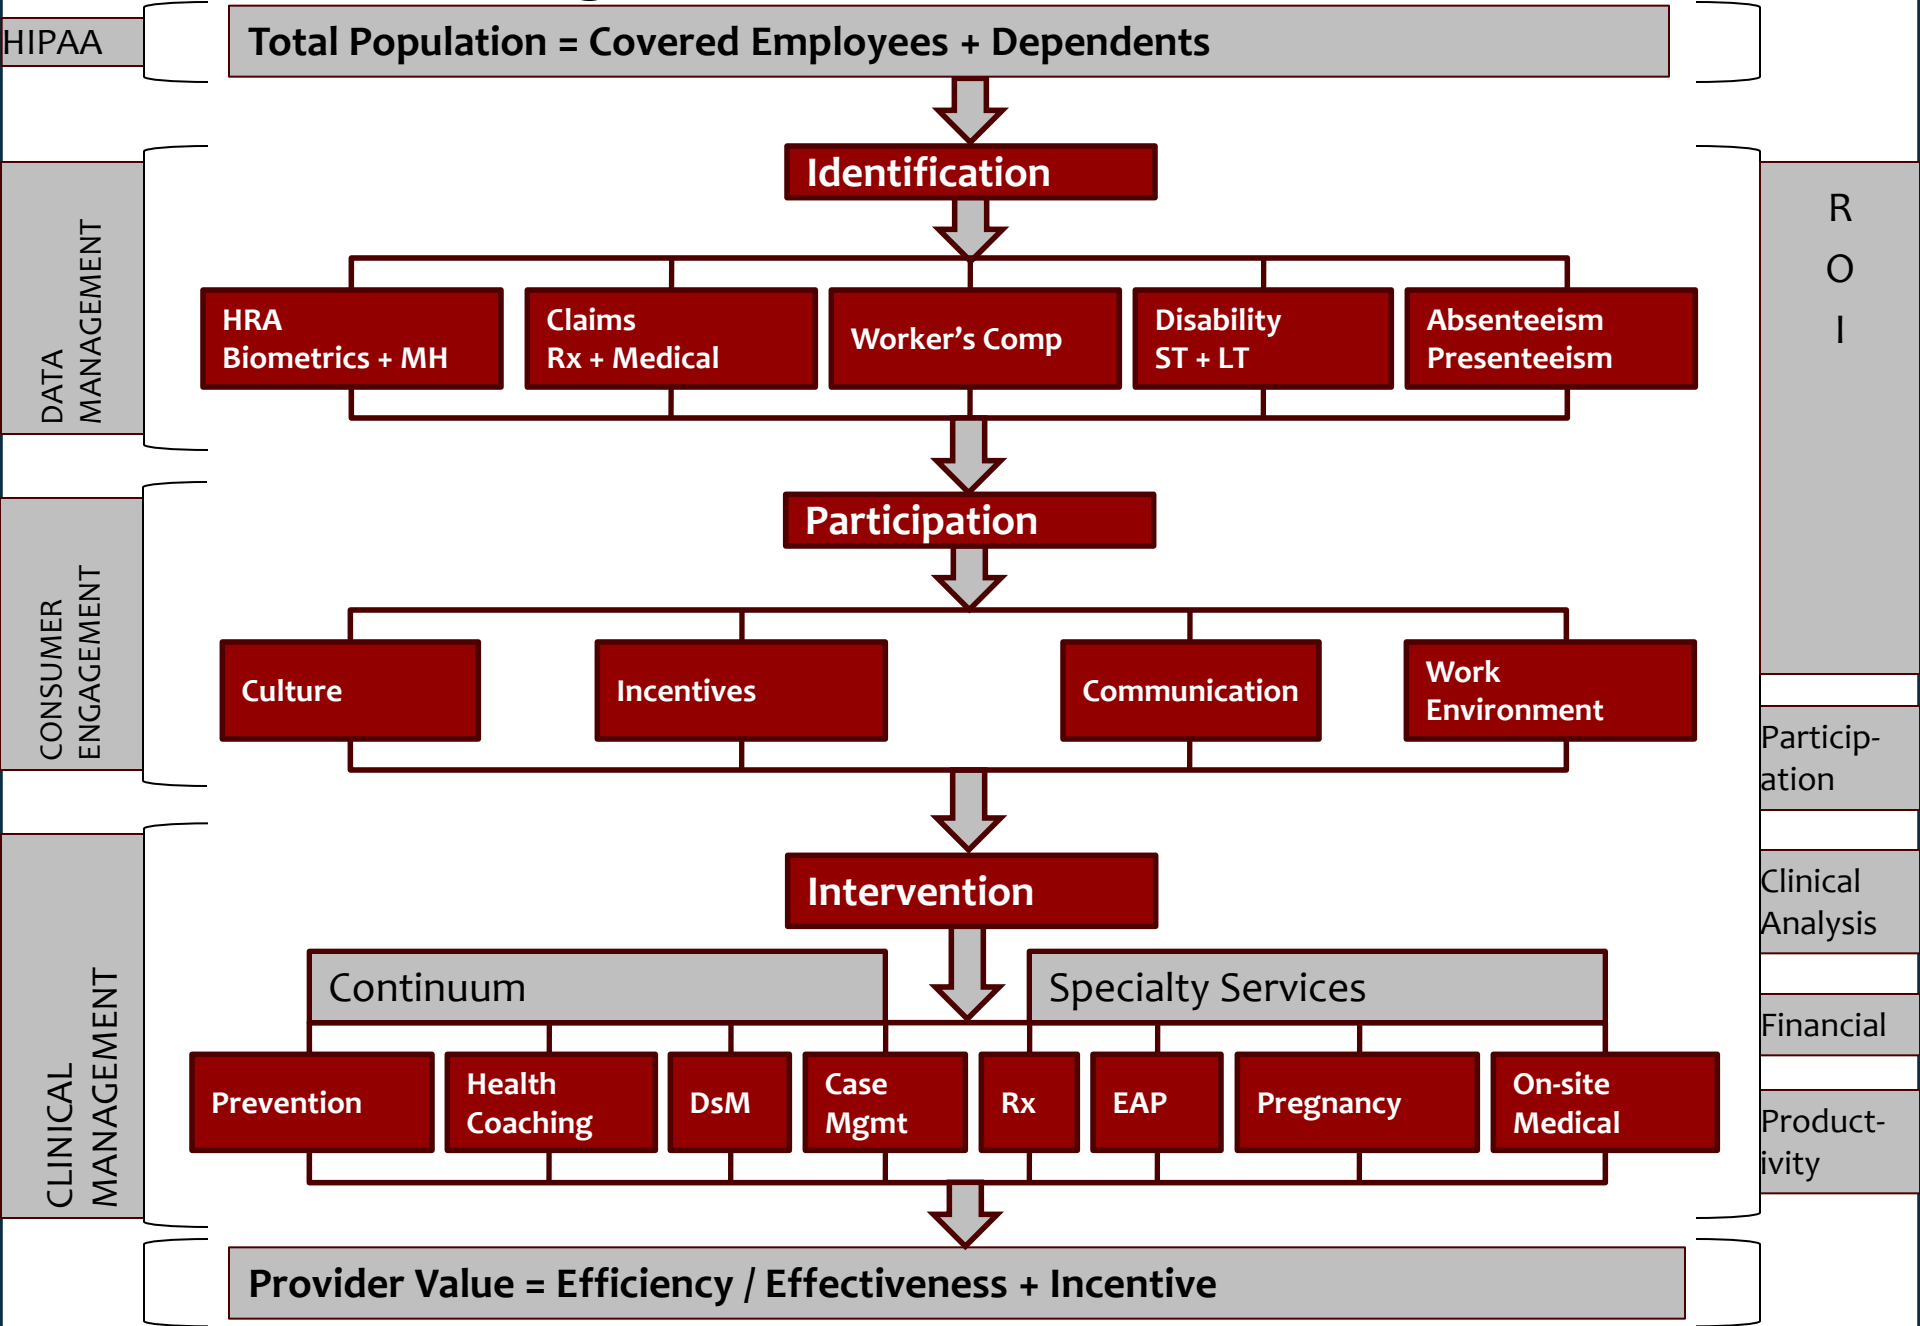 HIPAA
Total Population = Covered Employees + Dependents
Identification
DATA
MANAGEMENT
HRA
Biometrics + MH
Claims
Rx + Medical
Worker’s Comp
Disability
ST + LT
Absenteeism
Presenteeism
R
O
I
Participation
CONSUMER
ENGAGEMENT
Culture
Incentives
Communication
Work
Environment
Particip-
ation
Intervention
Clinical
Analysis
CLINICAL
MANAGEMENT
Continuum
Specialty Services
Financial
Prevention
Health
Coaching
DsM
Case
Mgmt
Rx
EAP
Pregnancy
On-site
Medical
Product-
ivity
Provider Value = Efficiency / Effectiveness + Incentive